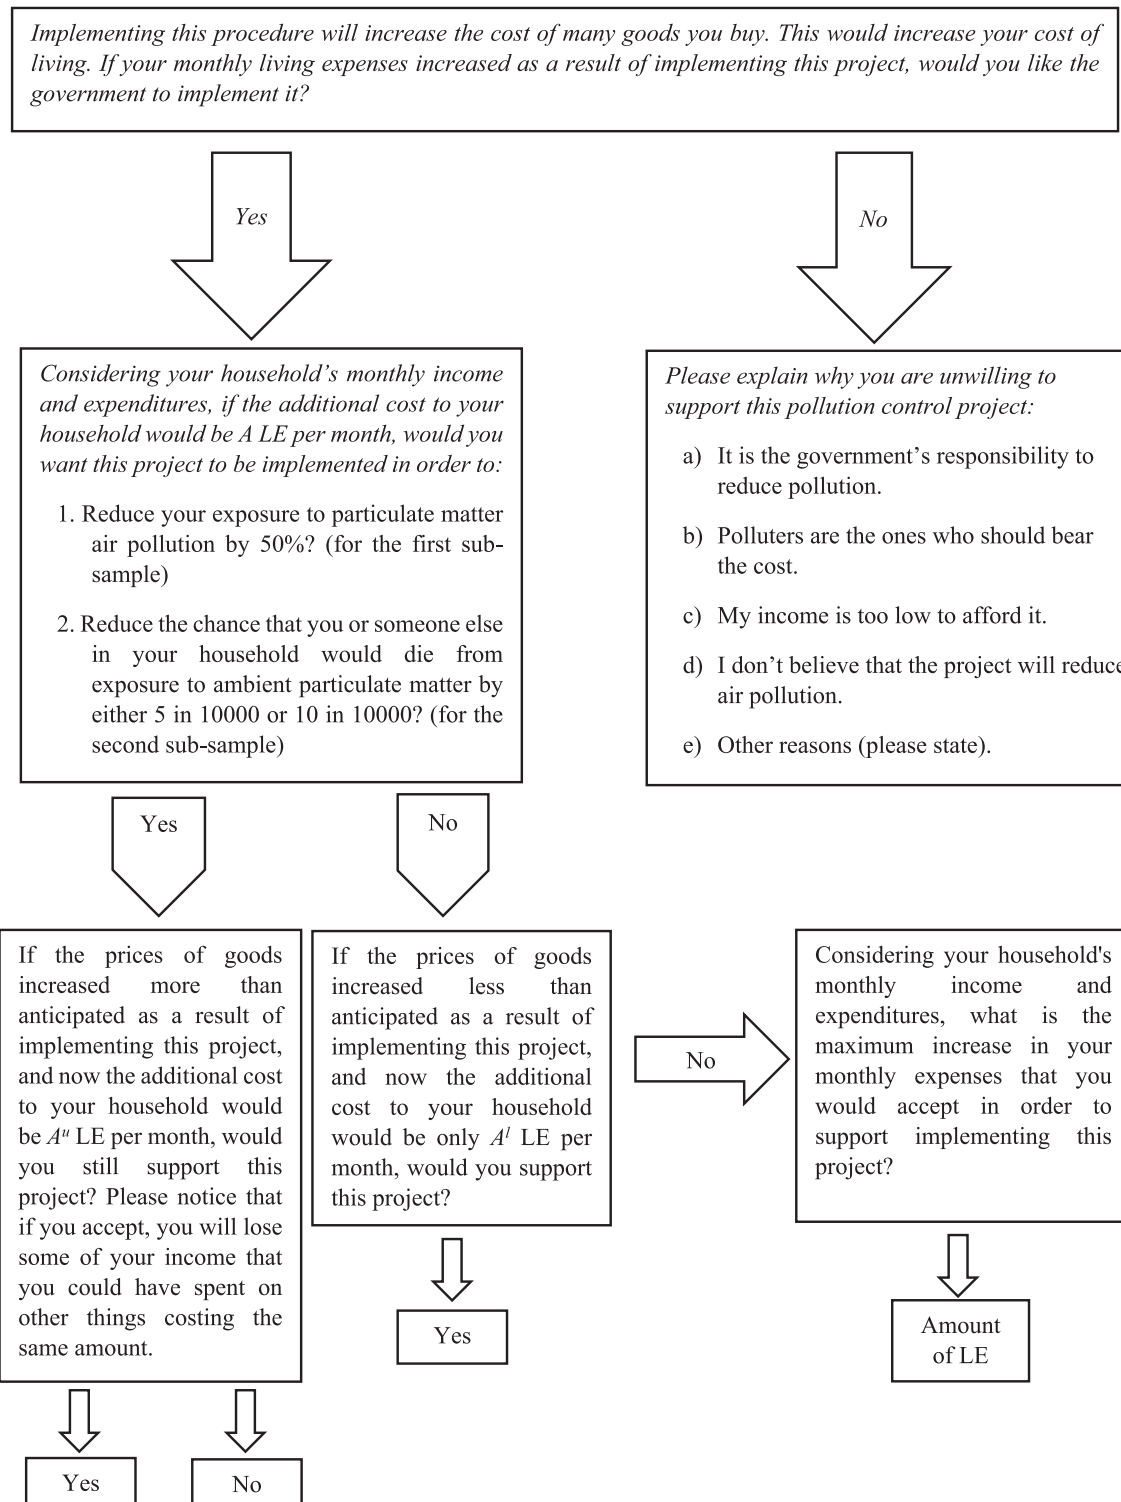 Implementing this procedure will increase the cost of many goods you buy. This would increase your cost of
living. If your monthly living expenses increased as a result of implementing this project, would you like the
government to implement it?
Yes
No
Considering your household’s monthly income
and expenditures, if the additional cost to your
household would be A LE per month, would you
want this project to be implemented in order to:
1. Reduce your exposure to particulate matter
air pollution by 50%? (for the first sub-
sample)
2. Reduce the chance that you or someone else
in your household would die from
exposure to ambient particulate matter by
either 5 in 10000 or 10 in 10000? (for the
second sub-sample)
Please explain why you are unwilling to
support this pollution control project:
a) It is the government’s responsibility to
reduce pollution.
b) Polluters are the ones who should bear
the cost.
c) My income is too low to afford it.
d) I don’t believe that the project will reduce
air pollution.
e) Other reasons (please state).
Yes
No
If the prices of goods
increased more than
anticipated as a result of
implementing this project,
and now the additional cost
to your household would
be Aᵘ LE per month, would
you still support this
project? Please notice that
if you accept, you will lose
some of your income that
you could have spent on
other things costing the
same amount.
If the prices of goods
increased less than
anticipated as a result of
implementing this project,
and now the additional
cost to your household
would be only Aˡ LE per
month, would you support
this project?
No
Considering your household's
monthly income and
expenditures, what is the
maximum increase in your
monthly expenses that you
would accept in order to
support implementing this
project?
Yes
Amount
of LE
Yes
No